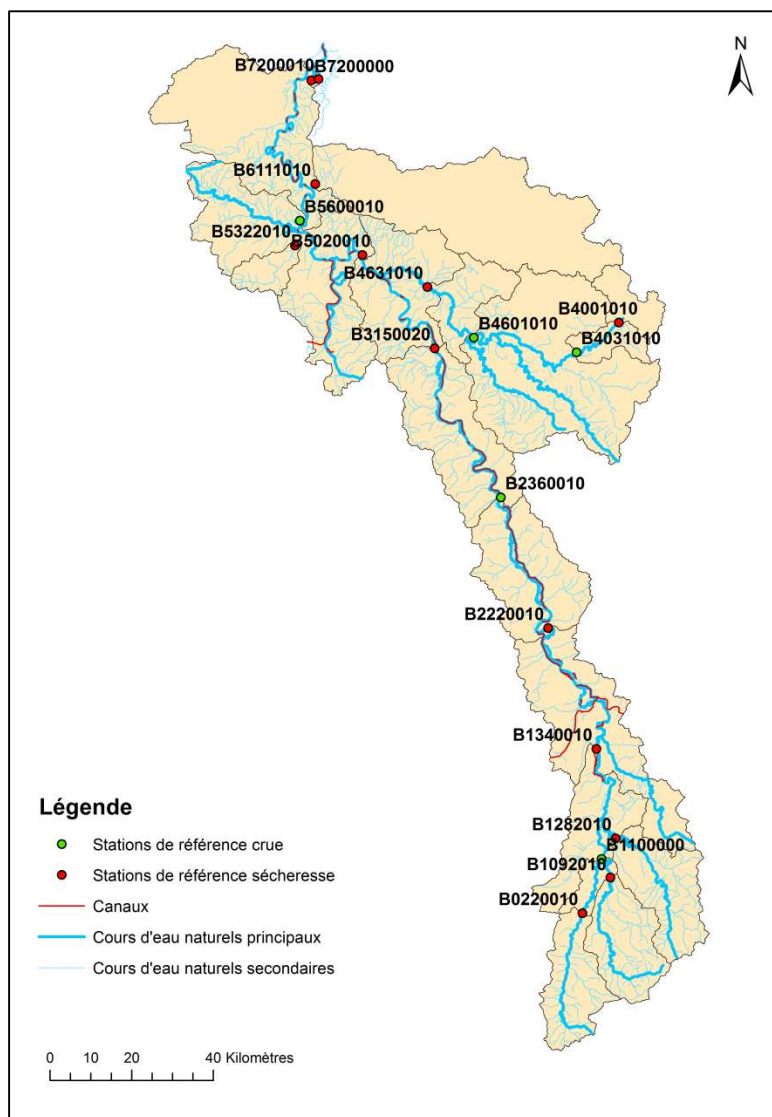 N
B7200010 B7200000
B6111010
B5600010
B5322010
B5020010
B4631010
B4001010
B4601010
B4031010
B3150020
B2360010
B2220010
B1340010
B1282010
B1100000
B1092010
B0220010
Légende
Stations de référence crue
Stations de référence sécheresse
Canaux
Cours d'eau naturels principaux
Cours d'eau naturels secondaires
0 10 20 40 Kilomètres